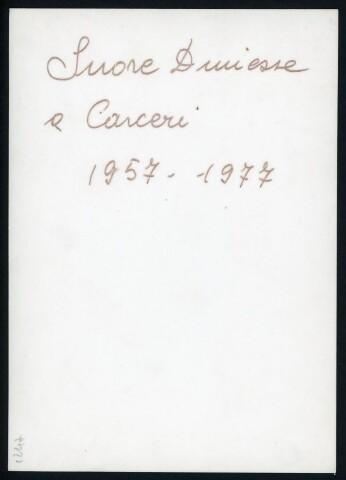 Suore Dimesse
a Carceri
1957 - 1977